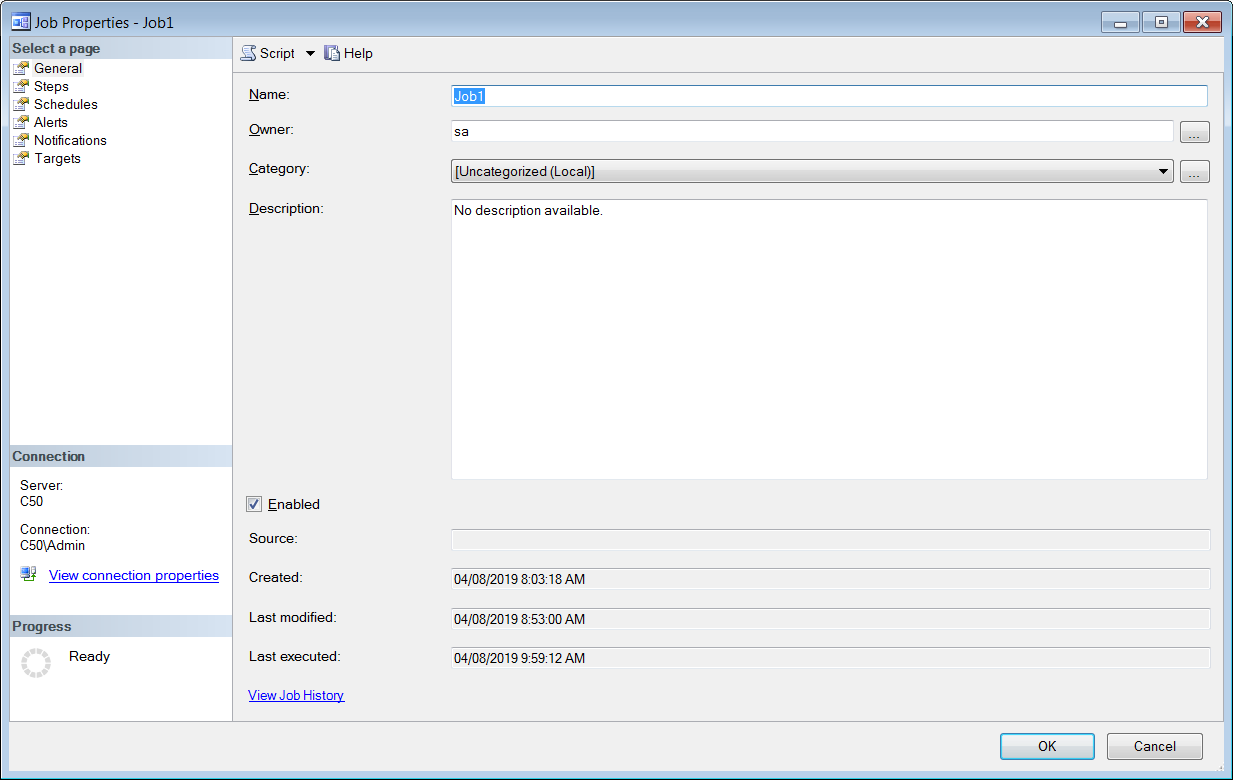 Job Properties - Job1
Select a page
General
Steps
Schedules
Alerts
Notifications
Targets
Script
Help
Name:
Job1
Owner:
sa
...
Category:
[Uncategorized (Local)]
...
Description:
No description available.
Connection
Server:
C50
Connection:
C50\Admin
View connection properties
Progress
Ready
Enabled
Source:
Created:
04/08/2019 8:03:18 AM
Last modified:
04/08/2019 8:53:00 AM
Last executed:
04/08/2019 9:59:12 AM
View Job History
OK
Cancel